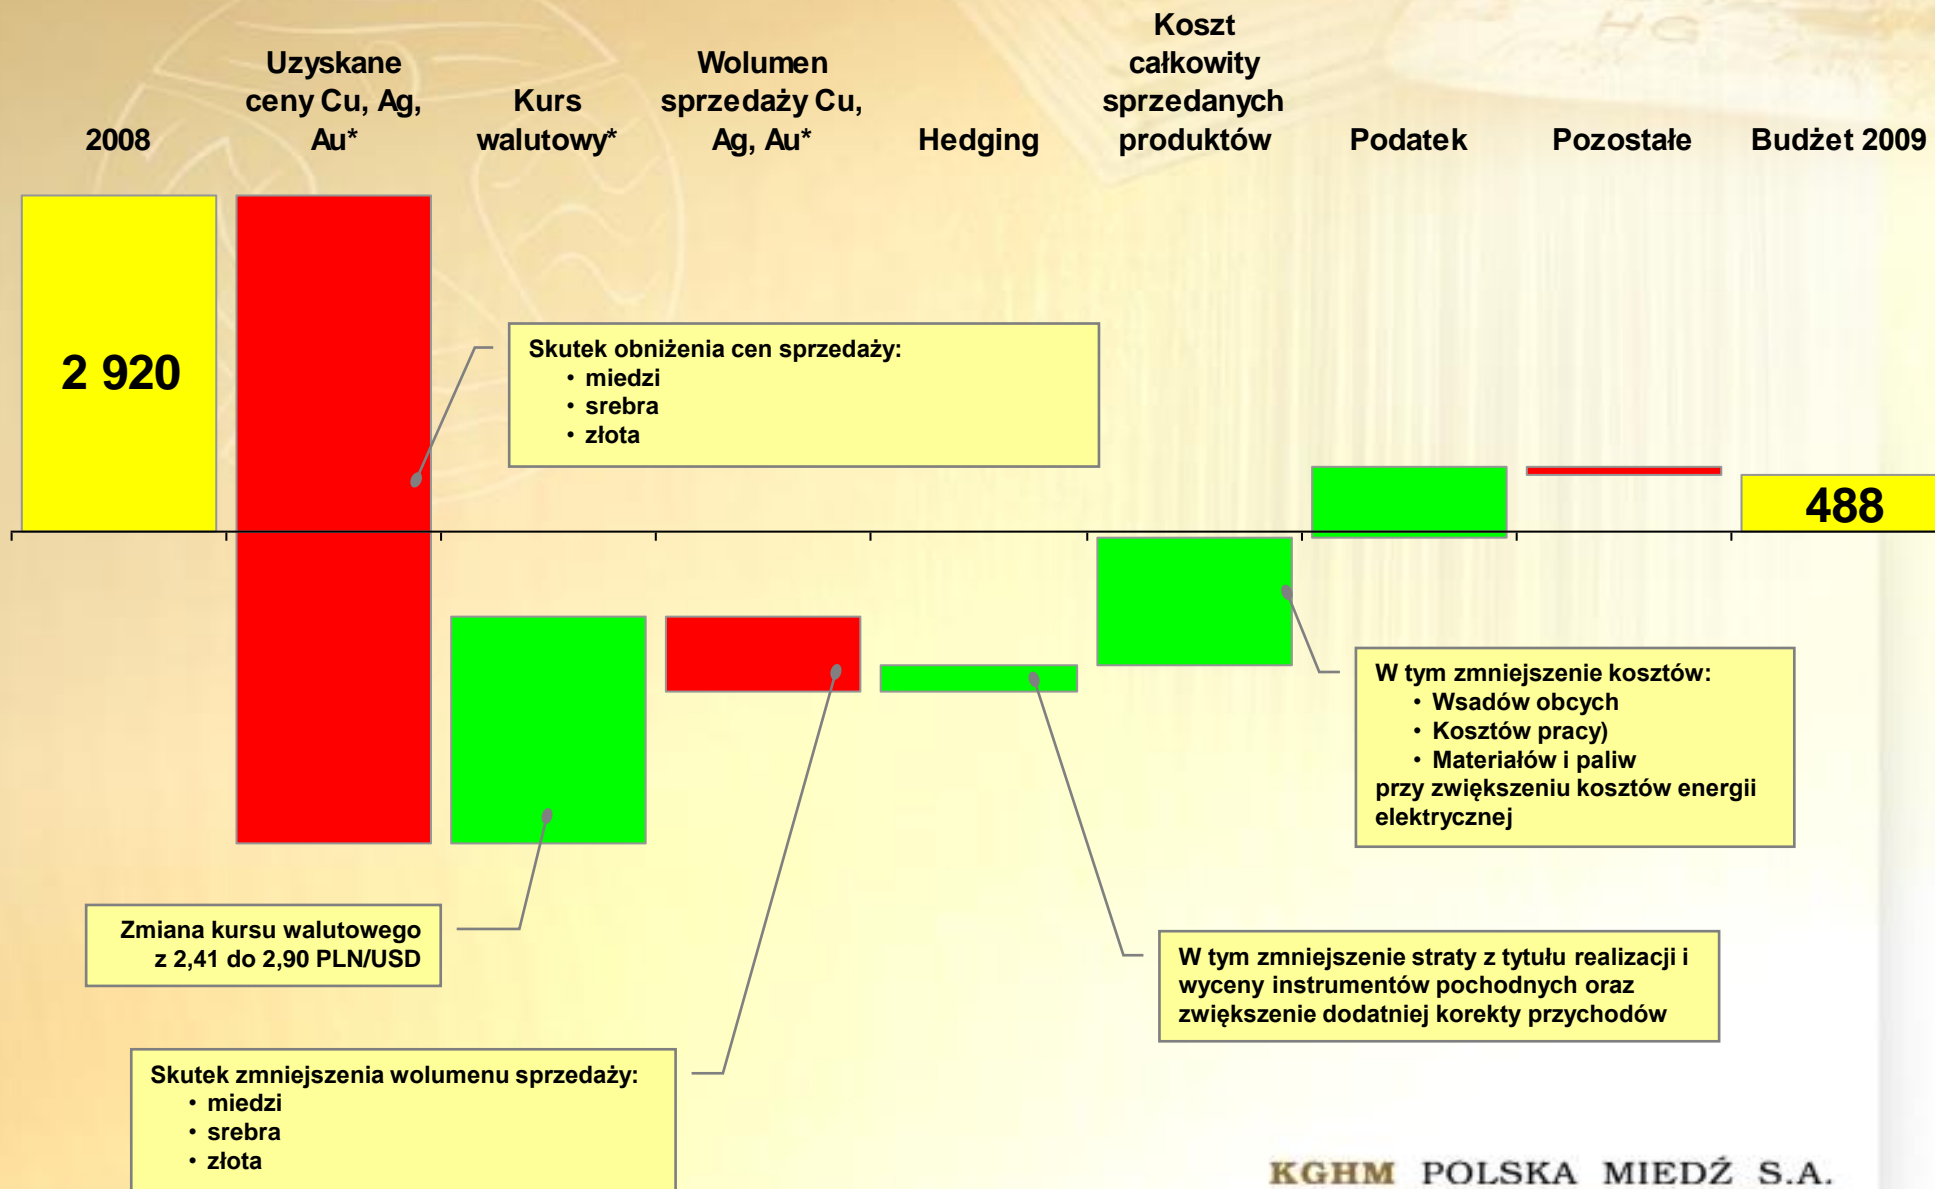 2008
Uzyskane
ceny Cu, Ag,
Au*
Kurs
walutowy*
Wolumen
sprzedaży Cu,
Ag, Au*
Hedging
Koszt
całkowity
sprzedanych
produktów
Podatek
Pozostałe
Budżet 2009
2 920
Skutek obniżenia cen sprzedaży:
• miedzi
• srebra
• złota
488
W tym zmniejszenie kosztów:
• Wsadów obcych
• Kosztów pracy)
• Materiałów i paliw
przy zwiększeniu kosztów energii
elektrycznej
Zmiana kursu walutowego
z 2,41 do 2,90 PLN/USD
W tym zmniejszenie straty z tytułu realizacji i
wyceny instrumentów pochodnych oraz
zwiększenie dodatniej korekty przychodów
Skutek zmniejszenia wolumenu sprzedaży:
• miedzi
• srebra
• złota
KGHM POLSKA MIEDŹ S.A.
HG